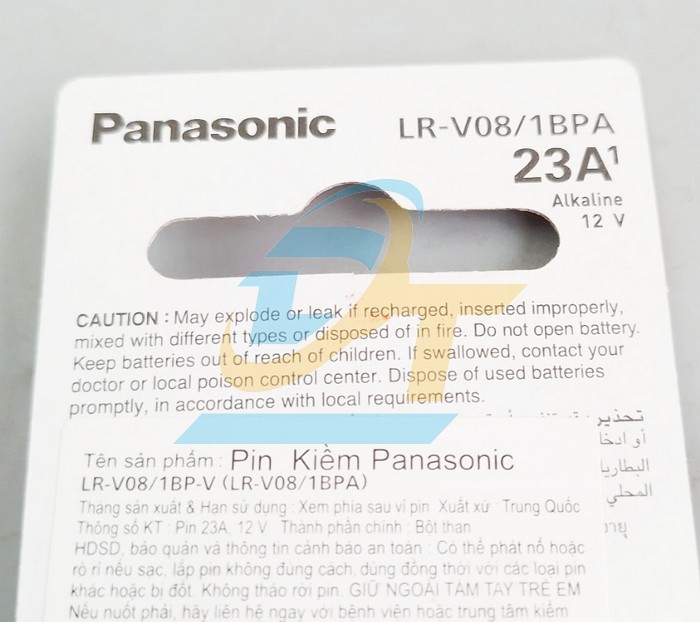 Panasonic
LR-V08/1BPA
23A¹
Alkaline
12 V
CAUTION : May explode or leak if recharged, inserted improperly,
mixed with different types or disposed of in fire. Do not open battery.
Keep batteries out of reach of children. If swallowed, contact your
doctor or local poison control center. Dispose of used batteries
promptly, in accordance with local requirements.
تحذير:
أو ادخا
البطاريا
المحلي
Tên sản phẩm : Pin Kiềm Panasonic
LR-V08/1BP-V (LR-V08/1BPA)
Tháng sản xuất & Hạn sử dụng : Xem phía sau vỉ pin Xuất xứ : Trung Quốc
Thông số KT : Pin 23A, 12 V Thành phần chính : Bột than
HDSD, bảo quản và thông tin cảnh báo an toàn : Có thể phát nổ hoặc
rò rỉ nếu sạc, lắp pin không đúng cách, dùng đồng thời với các loại pin
khác hoặc bị đốt. Không tháo rời pin. GIỮ NGOÀI TẦM TAY TRẺ EM
Nếu nuốt phải, hãy liên hệ ngay với bệnh viện hoặc trung tâm kiểm